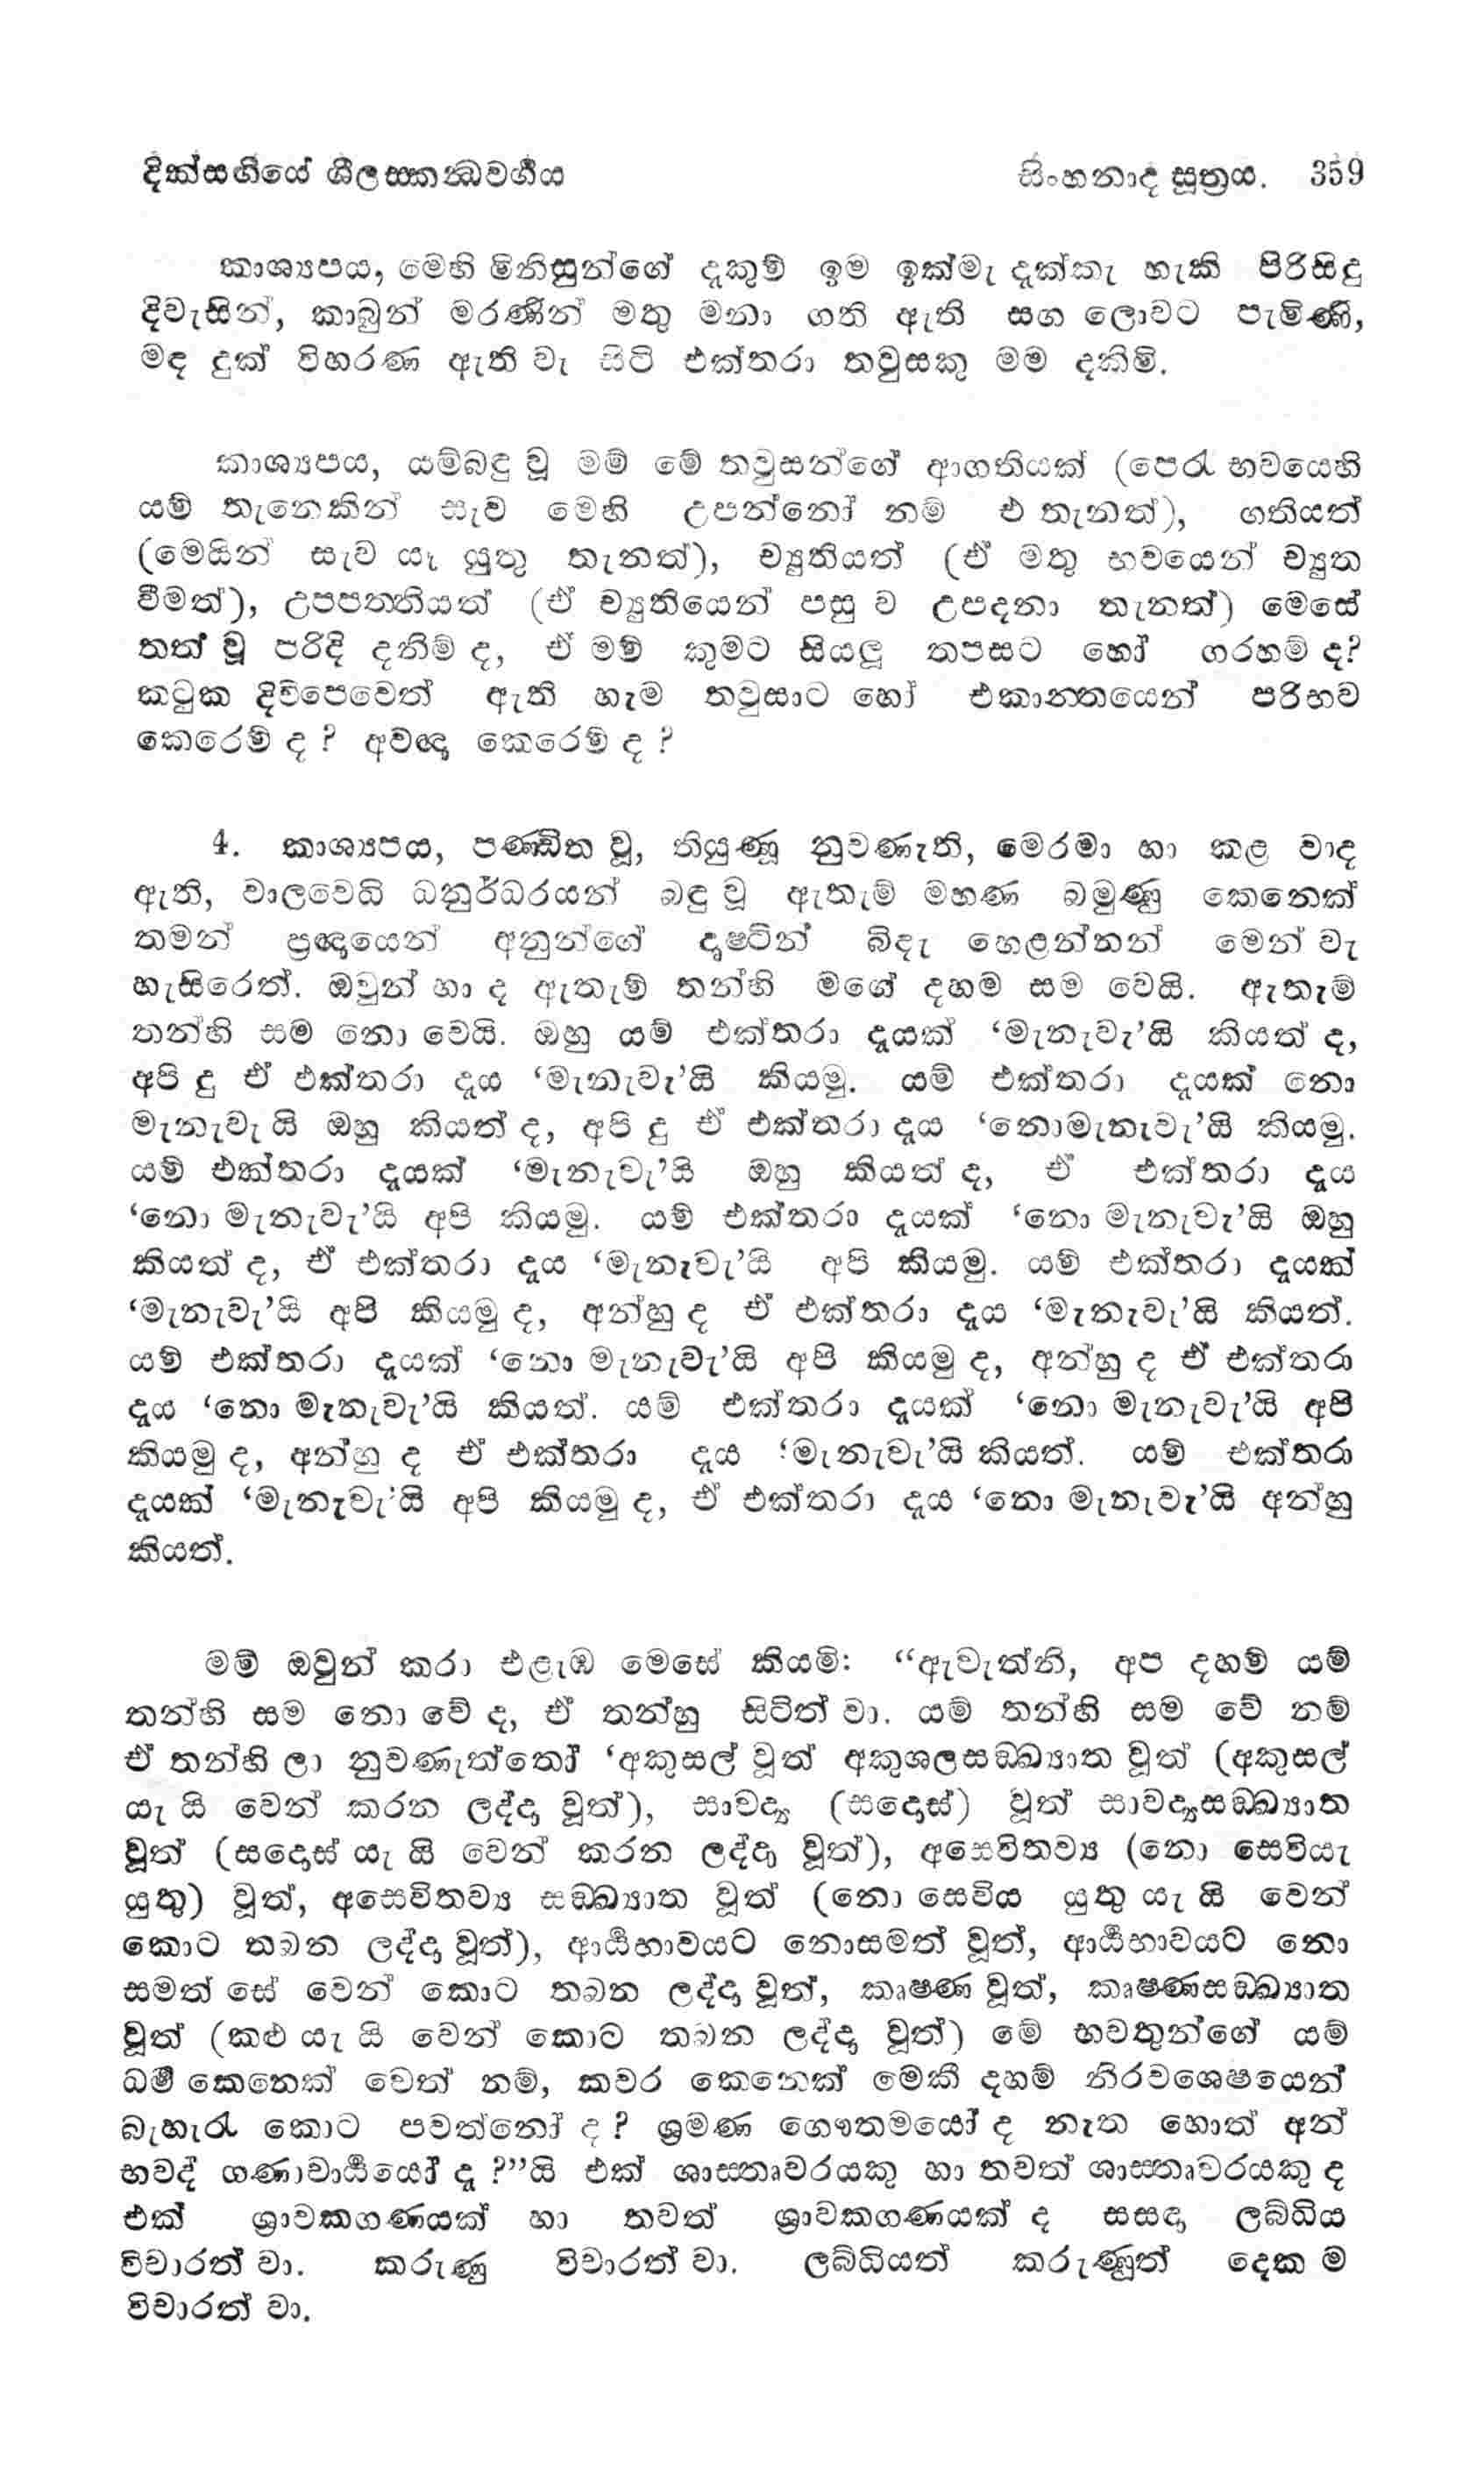 දික්සඟියේ ශීලස්කන්ධවර්ගය සිංහනාද සූත්‍රය. 359
කාශ්‍යපය, මෙහි මිනිසුන්ගේ දැකුම් ඉම ඉක්මැ දැක්කැ හැකි පිරිසිදු
දිවැසින්, කාබුන් මරණින් මතු මනා ගති ඇති සග ලොවට පැමිණි,
මඳ දුක් විහරණ ඇති වැ සිටි එක්තරා තවුසකු මම දකිමි.
කාශ්‍යපය, යම්බඳු වූ මම් මේ තවුසන්ගේ ආගතියක් (පෙරැ භවයෙහි
යම් තැනෙකින් සැව මෙහි උපන්නෝ නම් එ තැනත්), ගතියත්
(මෙයින් සැව යෑ යුතු තැනත්), ච්‍යුතියත් (ඒ මතු භවයෙන් ච්‍යුත
වීමත්), උපපත්තියත් (ඒ ච්‍යුතියෙන් පසු ව උපදනා තැනත්) මෙසේ
තත් වූ පරිදි දනිම් ද, ඒ මම් කුමට සියලු තපසට හෝ ගරහම් ද?
කටුක දිවිපෙවෙත් ඇති හැම තවුසාට හෝ එකාන්තයෙන් පරිභව
කෙරෙම් ද? අවඥා කෙරෙම් ද?
4. කාශ්‍යපය, පණ්ඩිත වූ, තියුණු නුවණැති, මෙරමා හා කළ වාද
ඇති, වාලවෙධි ධනුර්ධරයන් බඳු වූ ඇතැම් මහණ බමුණු කෙනෙක්
තමන් ප්‍රඥායෙන් අනුන්ගේ දෘෂ්ටීන් බිඳැ හෙළන්නන් මෙන් වැ
හැසිරෙත්. ඔවුන් හා ද ඇතැම් තන්හි මගේ දහම සම වෙයි. ඇතැම්
තන්හි සම නො වෙයි. ඔහු යම් එක්තරා දෑයක් ‘මැනැවැ’යි කියත් ද,
අපි දු ඒ එක්තරා දෑය ‘මැනැවැ’යි කියමු. යම් එක්තරා දෑයක් නො
මැනැවැ යි ඔහු කියත් ද, අපි දු ඒ එක්තරා දෑය ‘නොමැනැවැ’යි කියමු.
යම් එක්තරා දෑයක් ‘මැනැවැ’යි ඔහු කියත් ද, ඒ එක්තරා දෑය
‘නො මැනැවැ’යි අපි කියමු. යම් එක්තරා දෑයක් ‘නො මැනැවැ’යි ඔහු
කියත් ද, ඒ එක්තරා දෑය ‘මැනැවැ’යි අපි කියමු. යම් එක්තරා දෑයක්
‘මැනැවැ’යි අපි කියමු ද, අන්හු ද ඒ එක්තරා දෑය ‘මැනැවැ’යි කියත්.
යම් එක්තරා දෑයක් ‘නො මැනැවැ’යි අපි කියමු ද, අන්හු ද ඒ එක්තරා
දෑය ‘නො මැනැවැ’යි කියත්. යම් එක්තරා දෑයක් ‘නො මැනැවැ’යි අපි
කියමු ද, අන්හු ද ඒ එක්තරා දෑය ‘මැනැවැ’යි කියත්. යම් එක්තරා
දෑයක් ‘මැනැවැ’යි අපි කියමු ද, ඒ එක්තරා දෑය ‘නො මැනැවැ’යි අන්හු
කියත්.
මම් ඔවුන් කරා එළැඹ මෙසේ කියමි: “ඇවැත්නි, අප දහම් යම්
තන්හි සම නො වේ ද, ඒ තන්හු සිටිත් වා. යම් තන්හි සම වේ නම්
ඒ තන්හි ලා නුවණැත්තෝ ‘අකුසල් වූත් අකුශලසඞ්ඛ්‍යාත වූත් (අකුසල්
යැ යි වෙන් කරන ලද්දා වූත්), සාවද්‍ය (සදොස්) වූත් සාවද්‍යසඞ්ඛ්‍යාත
වූත් (සදොස් යැ යි වෙන් කරන ලද්දා වූත්), අසෙවිතව්‍ය (නො සෙවියැ
යුතු) වූත්, අසෙවිතව්‍ය සඞ්ඛ්‍යාත වූත් (නො සෙවිය යුතු යැ යි වෙන්
කොට තබන ලද්දා වූත්), ආර්‍ය්‍යභාවයට නොසමත් වූත්, ආර්‍ය්‍යභාවයට නො
සමත් සේ වෙන් කොට තබන ලද්දා වූත්, කෘෂ්ණ වූත්, කෘෂ්ණසඞ්ඛ්‍යාත
වූත් (කළු යැ යි වෙන් කොට තබන ලද්දා වූත්) මේ භවතුන්ගේ යම්
ධර්ම කෙනෙක් වෙත් නම්, කවර කෙනෙක් මෙකී දහම් නිරවශෙෂයෙන්
බැහැරැ කොට පවත්නෝ ද? ශ්‍රමණ ගෞතමයෝ ද නැත හොත් අන්
භවද් ගණාචාර්‍ය්‍යයෝ දෑ?”යි එක් ශාස්තෘවරයකු හා තවත් ශාස්තෘවරයකු ද
එක් ශ්‍රාවකගණයක් හා තවත් ශ්‍රාවකගණයක් ද සසඳා ලබ්ධිය
විචාරත් වා. කරුණු විචාරත් වා. ලබ්ධියත් කරුණුත් දෙක ම
විචාරත් වා.